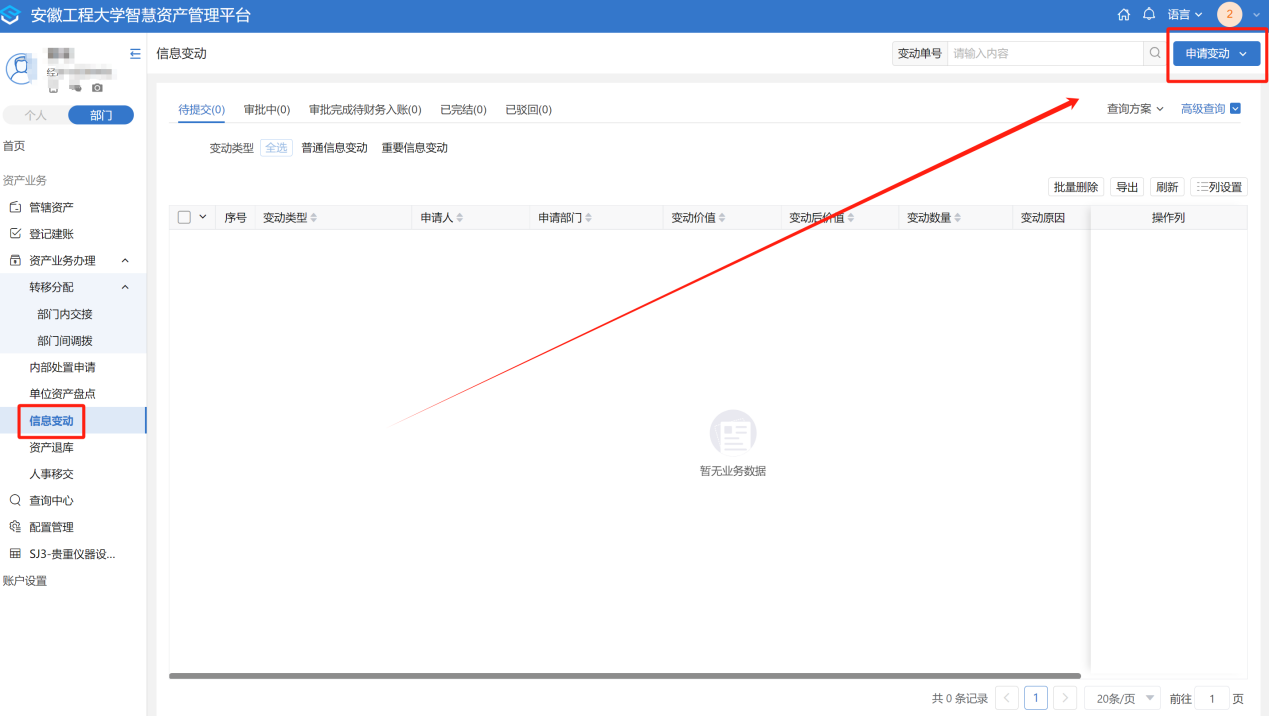 安徽工程大学智慧资产管理平台
语言
2
个人 部门
首页
资产业务
管辖资产
登记建账
资产业务办理
转移分配
部门内交接
部门间调拨
内部处置申请
单位资产盘点
信息变动
资产退库
人事移交
查询中心
配置管理
SJ3-贵重仪器设...
账户设置
信息变动
变动单号 请输入内容 申请变动
待提交(0) 审批中(0) 审批完成待财务入账(0) 已完结(0) 已驳回(0) 查询方案 高级查询
变动类型 全选 普通信息变动 重要信息变动
批量删除 导出 刷新 列设置
序号 变动类型 申请人 申请部门 变动价值 变动后价值 变动数量 变动原因 操作列
暂无业务数据
共 0 条记录 1 20条/页 前往 1 页